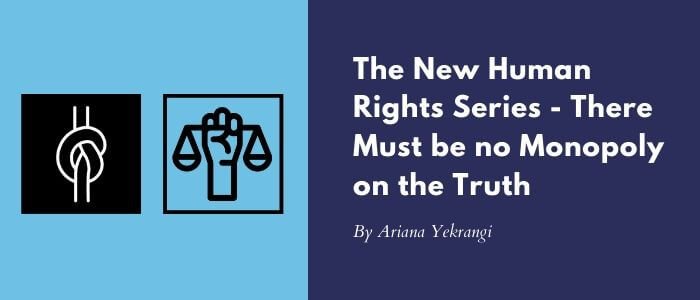 The New Human
Rights Series - There
Must be no Monopoly
on the Truth
By Ariana Yekrangi